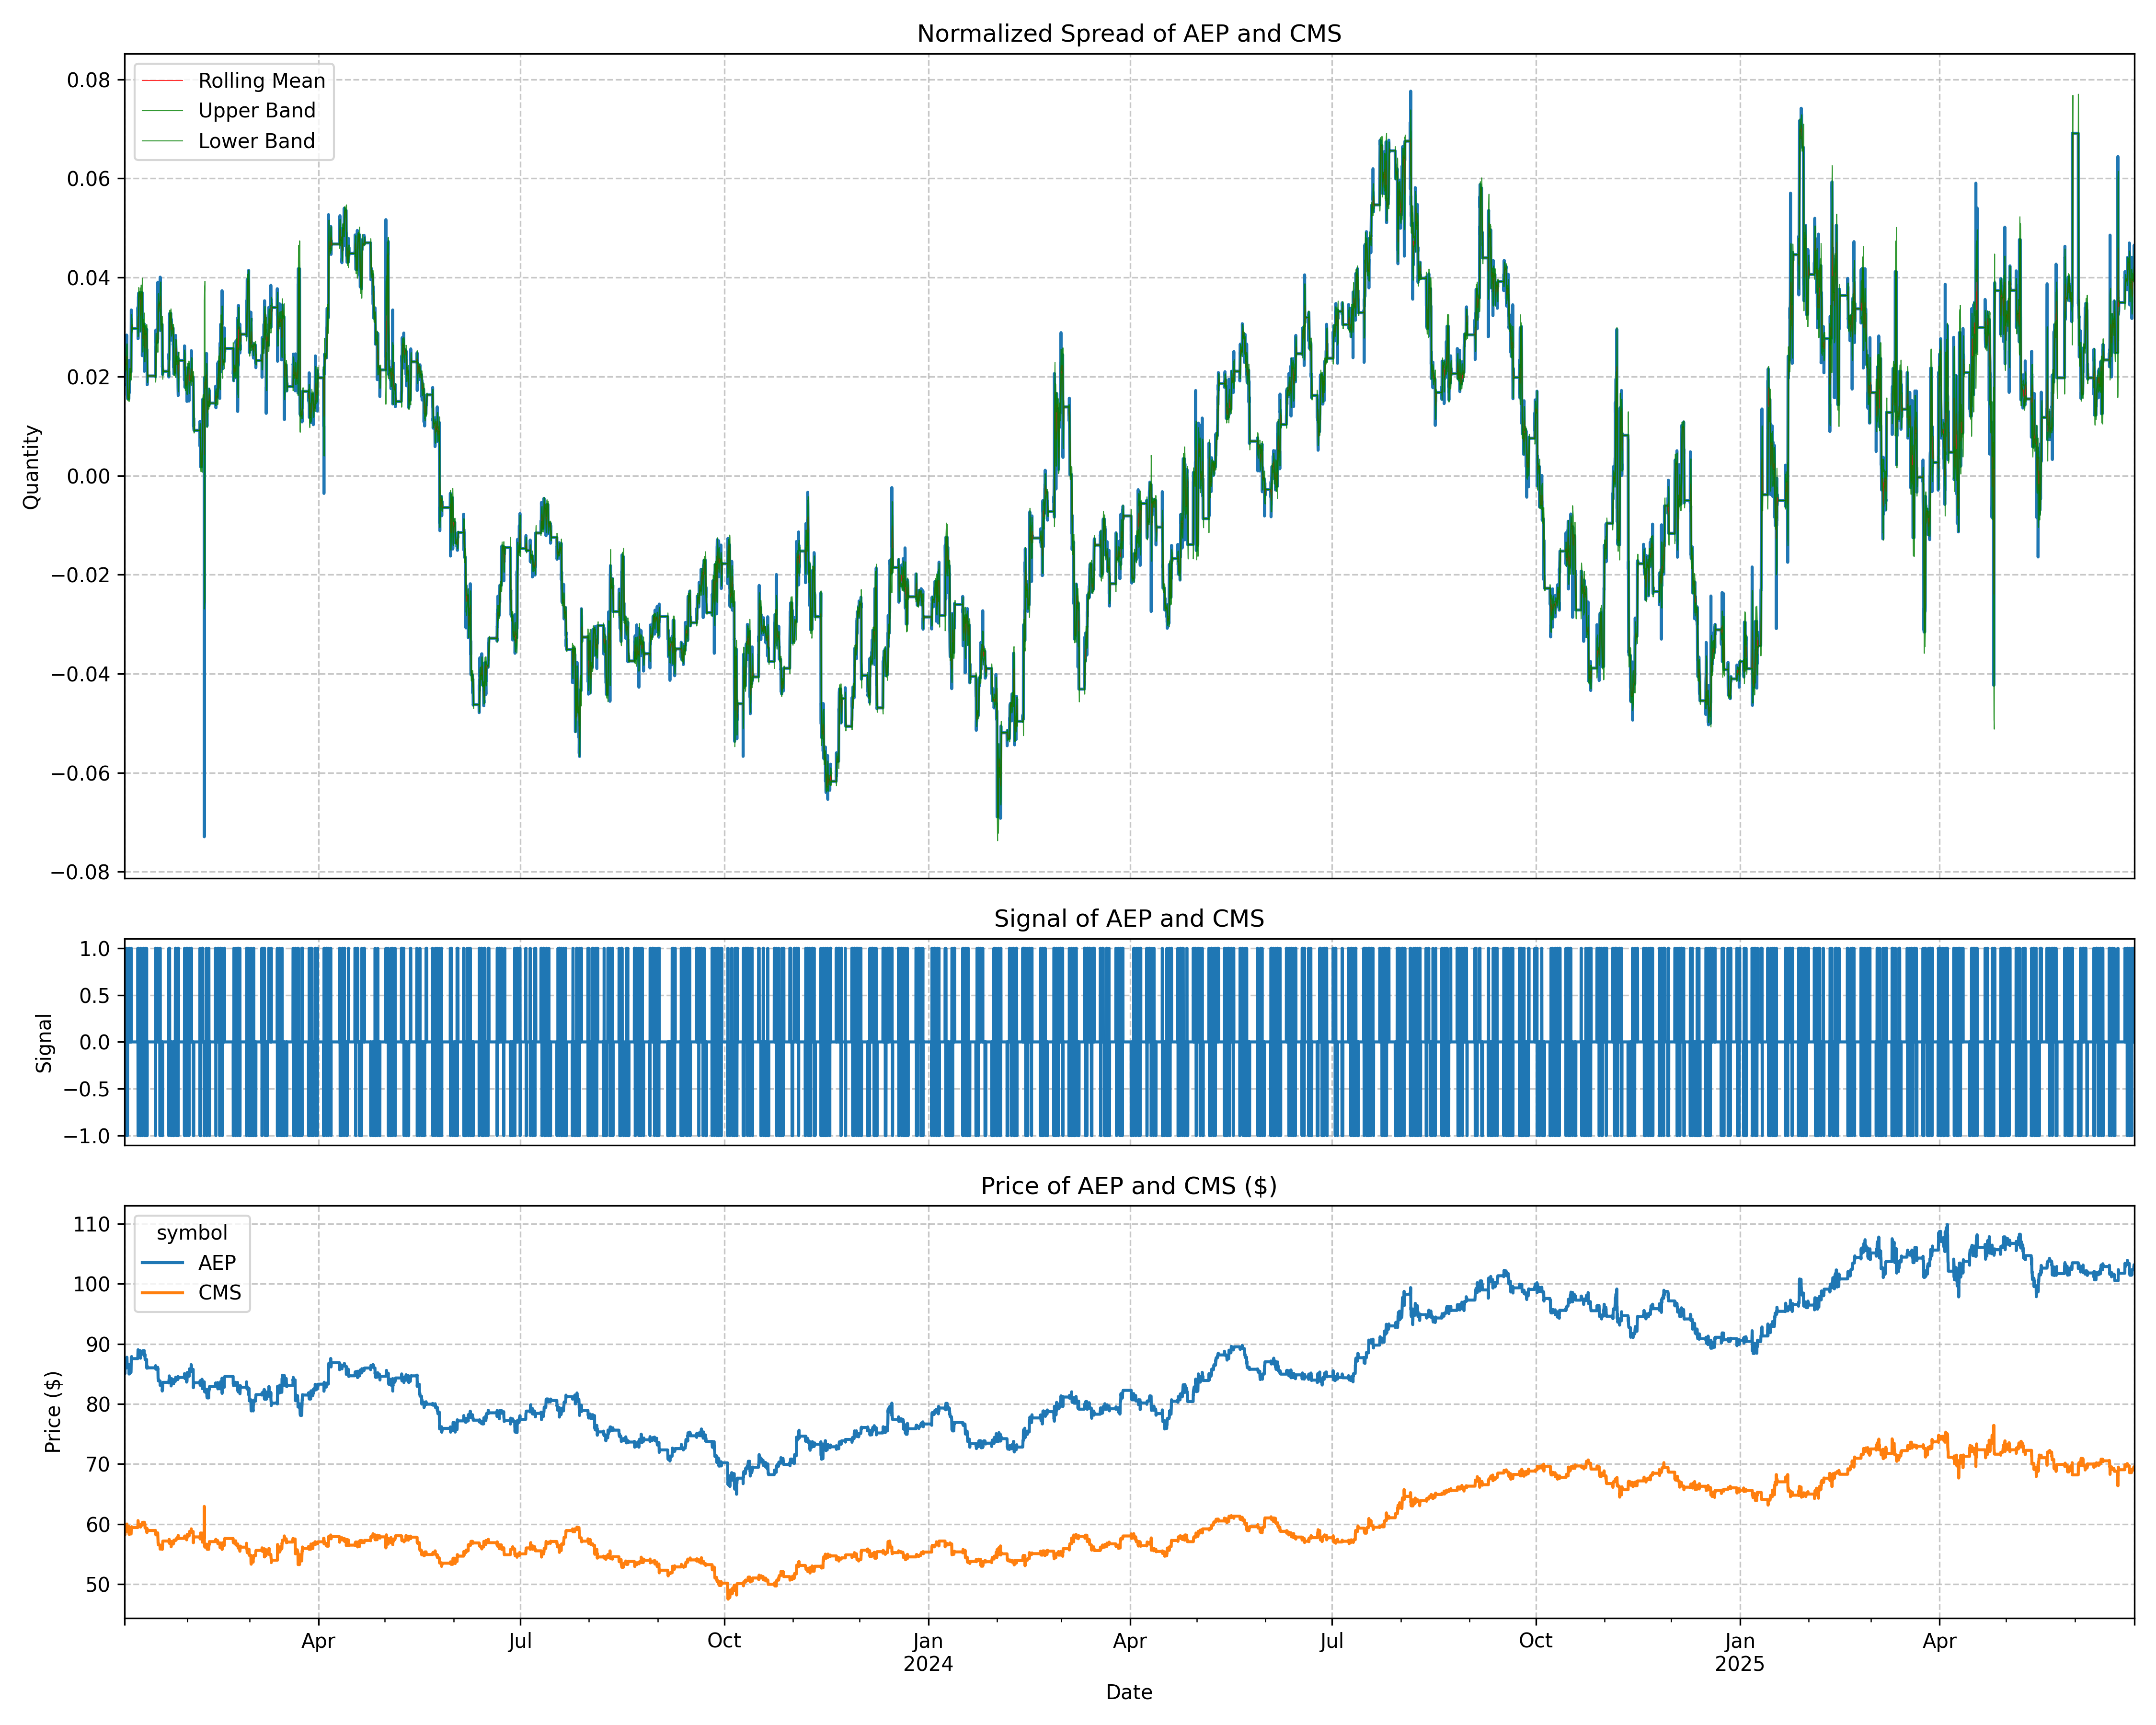 Normalized Spread of AEP and CMS
Rolling Mean
Upper Band
Lower Band
0.08
0.06
0.04
0.02
0.00
−0.02
−0.04
−0.06
−0.08
Quantity
Signal of AEP and CMS
1.0
0.5
0.0
−0.5
−1.0
Signal
Price of AEP and CMS ($)
symbol
AEP
CMS
110
100
90
80
70
60
50
Price ($)
Apr Jul Oct Jan Apr Jul Oct Jan Apr
2024 2025
Date